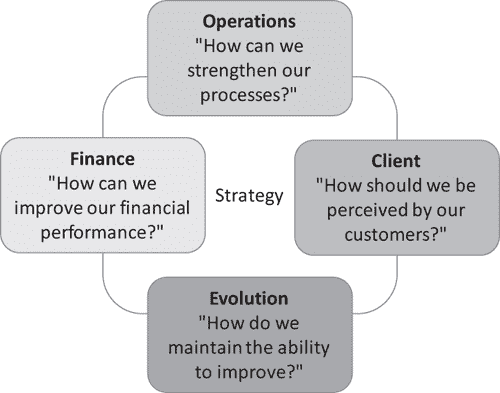 Operations
"How can we
strengthen our
processes?"
Finance
"How can we
improve our financial
performance?"
Strategy
Client
"How should we be
perceived by our
customers?"
Evolution
"How do we
maintain the ability
to improve?"